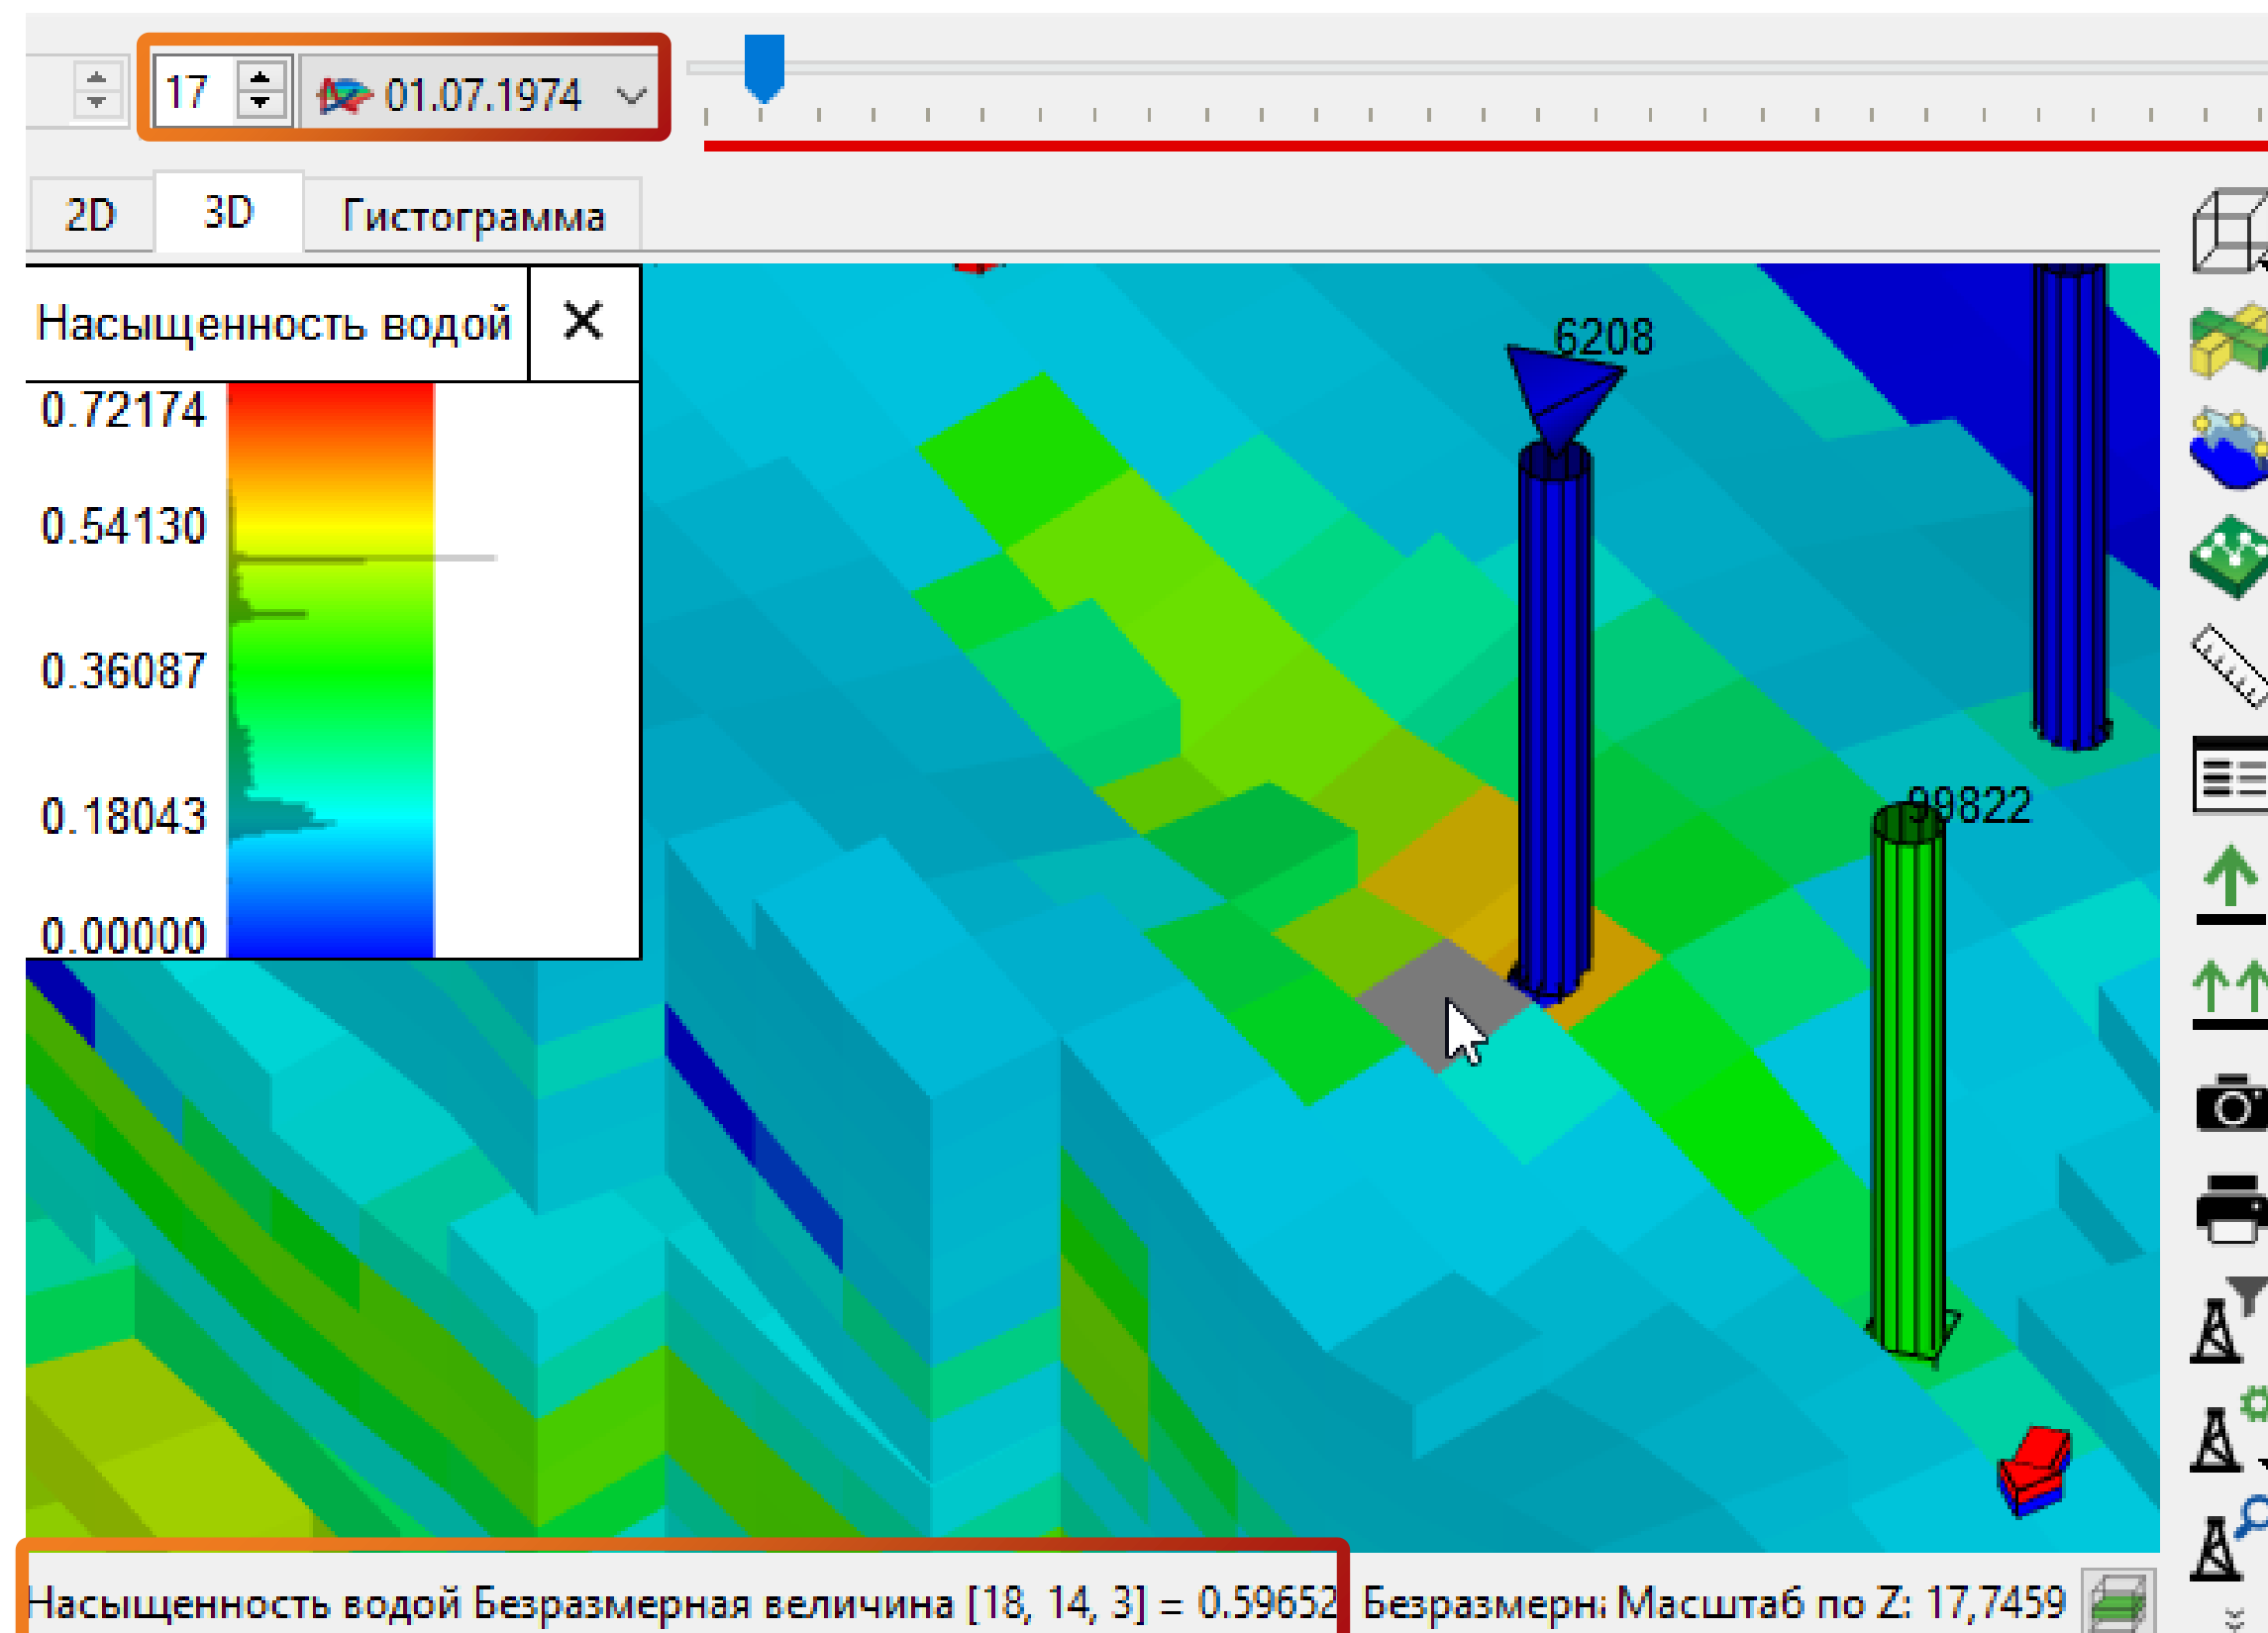 17 01.07.1974
2D 3D Гистограмма
Насыщенность водой
0.72174
0.54130
0.36087
0.18043
0.00000
6208
99822
Насыщенность водой Безразмерная величина [18, 14, 3] = 0.59652 Безразмерн Масштаб по Z: 17,7459